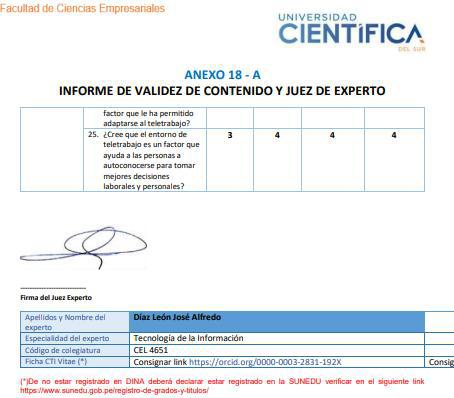 Facultad de Ciencias Empresariales
UNIVERSIDAD
CIENTÍFICA
DEL SUR
ANEXO 18 - A
INFORME DE VALIDEZ DE CONTENIDO Y JUEZ DE EXPERTO
factor que le ha permitido
adaptarse al teletrabajo?
25. ¿Cree que el entorno de 3 4 4 4
teletrabajo es un factor que
ayuda a las personas a
autoconocerse para tomar
mejores decisiones
laborales y personales?
Firma del Juez Experto
Apellidos y Nombre del Díaz León José Alfredo
experto
Especialidad del experto Tecnología de la Información
Código de colegiatura CEL 4651
Ficha CTI Vitae (*) Consignar link https://orcid.org/0000-0003-2831-192X Consig
(*)De no estar registrado en DINA deberá declarar estar registrado en la SUNEDU verificar en el siguiente link
https://www.sunedu.gob.pe/registro-de-grados-y-titulos/